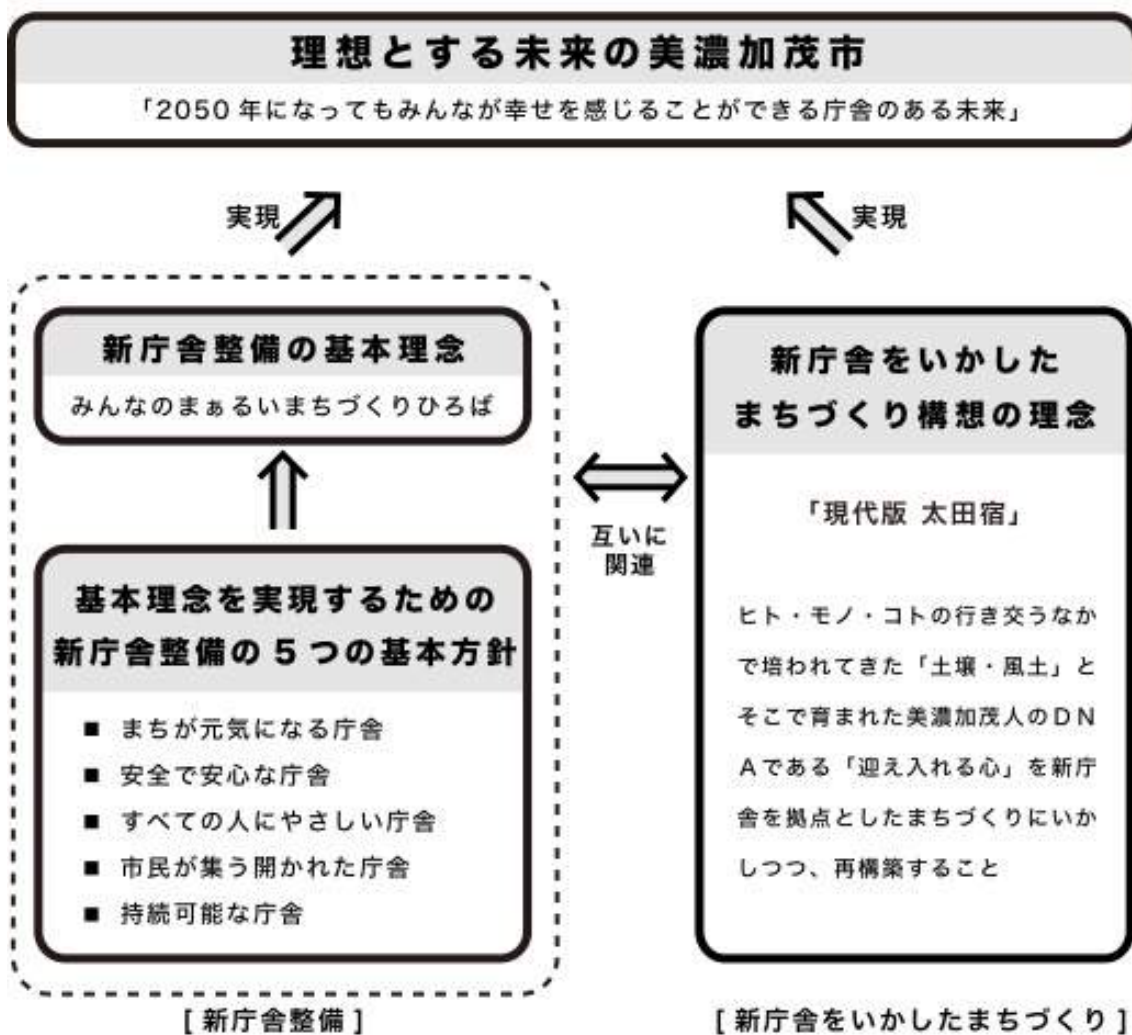 理想とする未来の美濃加茂市
「2050年になってもみんなが幸せを感じることができる庁舎のある未来」
実現
実現
新庁舎整備の基本理念
みんなのまぁるいまちづくりひろば
基本理念を実現するための
新庁舎整備の5つの基本方針
■ まちが元気になる庁舎
■ 安全で安心な庁舎
■ すべての人にやさしい庁舎
■ 市民が集う開かれた庁舎
■ 持続可能な庁舎
[新庁舎整備]
互いに
関連
新庁舎をいかした
まちづくり構想の理念
「現代版 太田宿」
ヒト・モノ・コトの行き交うなか
で培われてきた「土壌・風土」と
そこで育まれた美濃加茂人のDN
Aである「迎え入れる心」を新庁
舎を拠点としたまちづくりにいか
しつつ、再構築すること
[新庁舎をいかしたまちづくり]